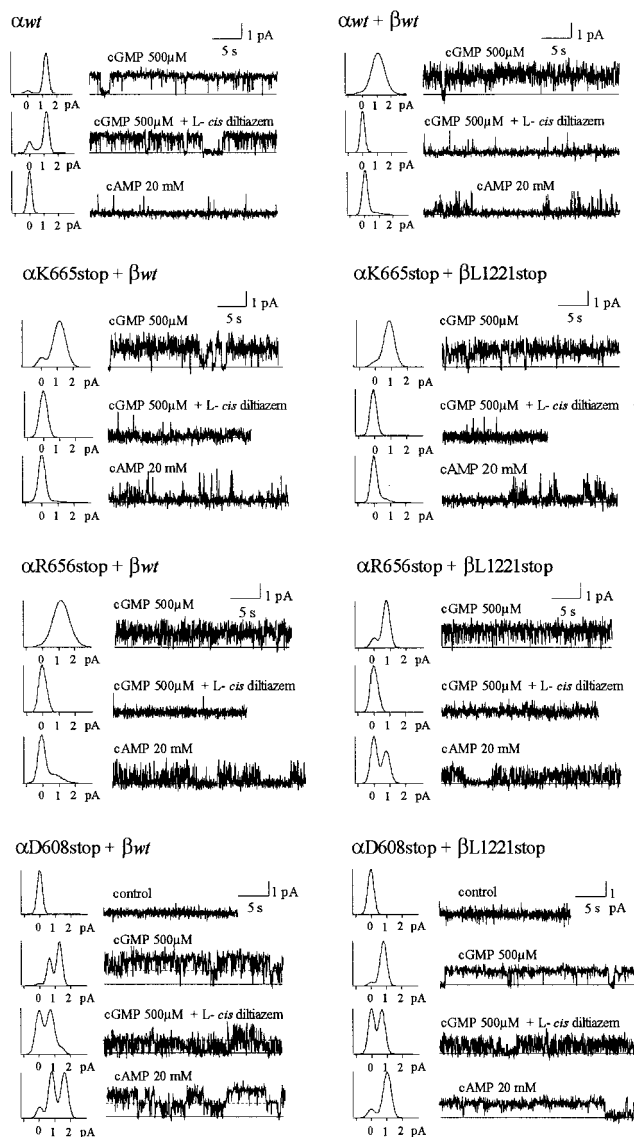 αwt
1 pA
5 s
cGMP 500µM
0 1 2 pA
cGMP 500µM + L- cis diltiazem
0 1 2 pA
cAMP 20 mM
0 1 2 pA
αwt + βwt
1 pA
5 s
cGMP 500µM
0 1 2 pA
cGMP 500µM + L- cis diltiazem
0 1 2 pA
cAMP 20 mM
0 1 2 pA
αK665stop + βwt
1 pA
5 s
cGMP 500µM
0 1 2 pA
cGMP 500µM + L- cis diltiazem
0 1 2 pA
cAMP 20 mM
0 1 2 pA
αK665stop + βL1221stop
1 pA
5 s
cGMP 500µM
0 1 2 pA
cGMP 500µM + L- cis diltiazem
0 1 2 pA
cAMP 20 mM
0 1 2 pA
αR656stop + βwt
1 pA
5 s
cGMP 500µM
0 1 2 pA
cGMP 500µM + L- cis diltiazem
0 1 2 pA
cAMP 20 mM
0 1 2 pA
αR656stop + βL1221stop
1 pA
5 s
cGMP 500µM
0 1 2 pA
cGMP 500µM + L- cis diltiazem
0 1 2 pA
cAMP 20 mM
0 1 2 pA
αD608stop + βwt
1 pA
5 s
control
0 1 2 pA
cGMP 500µM
0 1 2 pA
cGMP 500µM + L- cis diltiazem
0 1 2 pA
cAMP 20 mM
0 1 2 pA
αD608stop + βL1221stop
1 pA
5 s
control
0 1 2 pA
cGMP 500µM
0 1 2 pA
cGMP 500µM + L- cis diltiazem
0 1 2 pA
cAMP 20 mM
0 1 2 pA